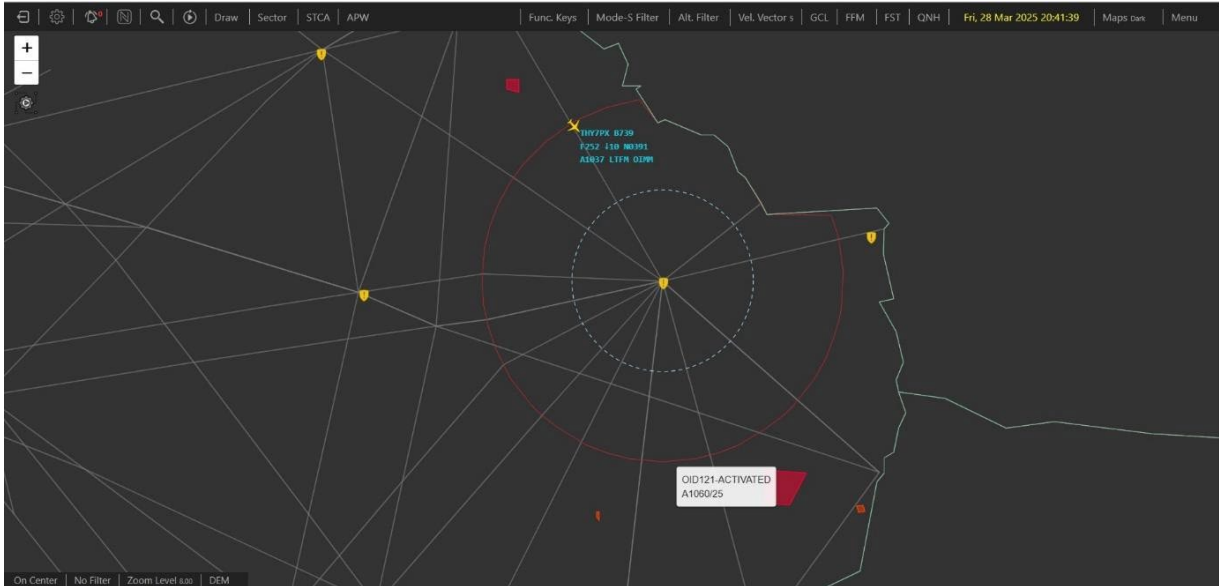 Draw Sector STCA APW Func. Keys Mode-S Filter Alt. Filter Vel. Vector 5 GCL FFM FST QNH Fri, 28 Mar 2025 20:41:39 Maps Dark Menu
THY7PX B739
F252 ↓10 N0391
A1037 LTFM OIMM
OID121-ACTIVATED
A1060/25
On Center No Filter Zoom Level 8.00 DEM